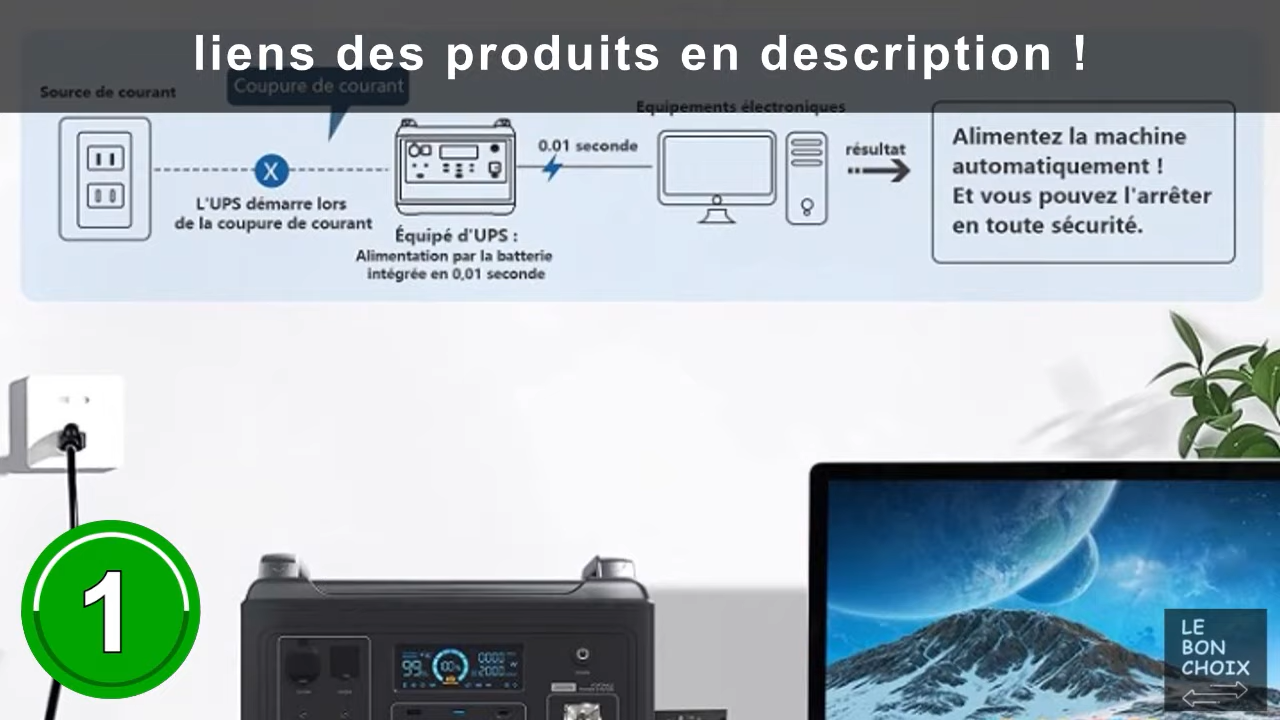 liens des produits en description !
Coupure de courant
Source de courant
Equipements électroniques
0.01 seconde
résultat
X
L'UPS démarre lors
de la coupure de courant
Équipé d'UPS :
Alimentation par la batterie
intégrée en 0,01 seconde
Alimentez la machine
automatiquement !
Et vous pouvez l'arrêter
en toute sécurité.
1
99%
100%
LE
BON
CHOIX